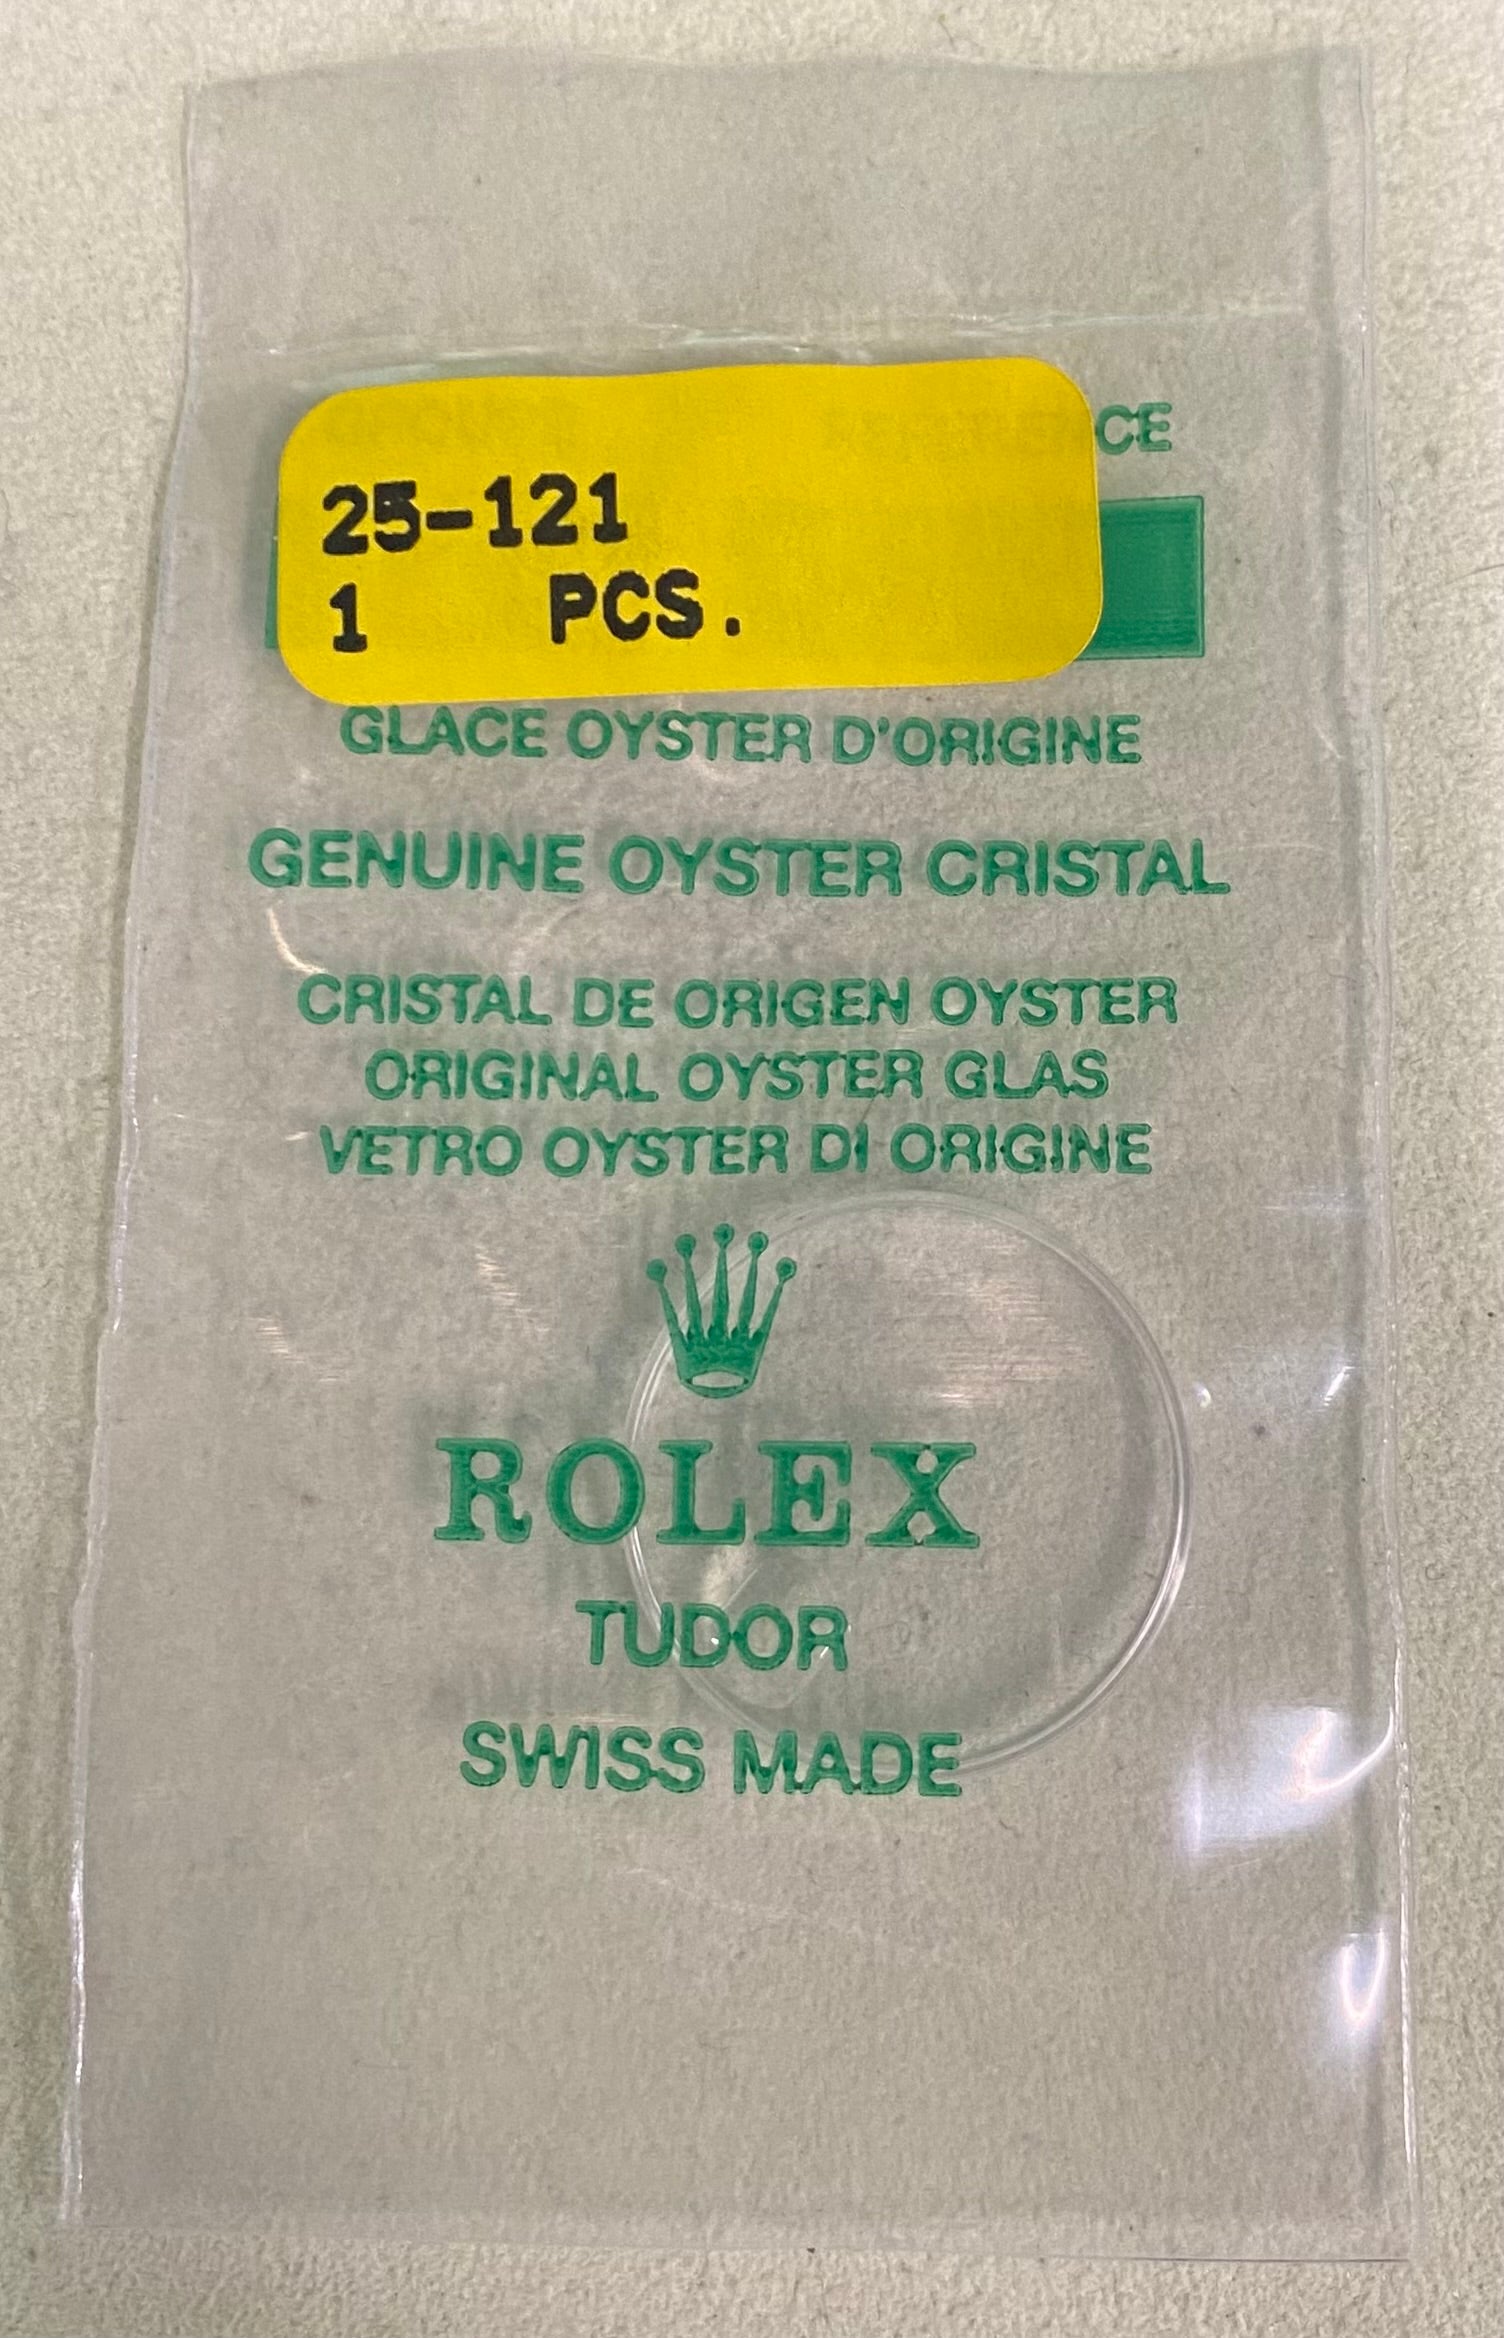 CE
25-121
1 PCS.
GLACE OYSTER D'ORIGINE
GENUINE OYSTER CRISTAL
CRISTAL DE ORIGEN OYSTER
ORIGINAL OYSTER GLAS
VETRO OYSTER DI ORIGINE
ROLEX
TUDOR
SWISS MADE